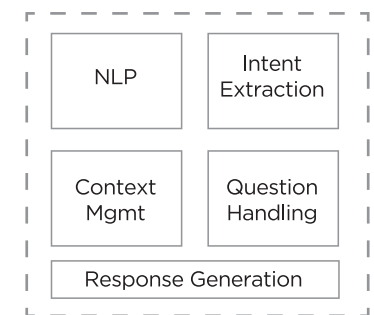 NLP
Intent
Extraction
Context
Mgmt
Question
Handling
Response Generation